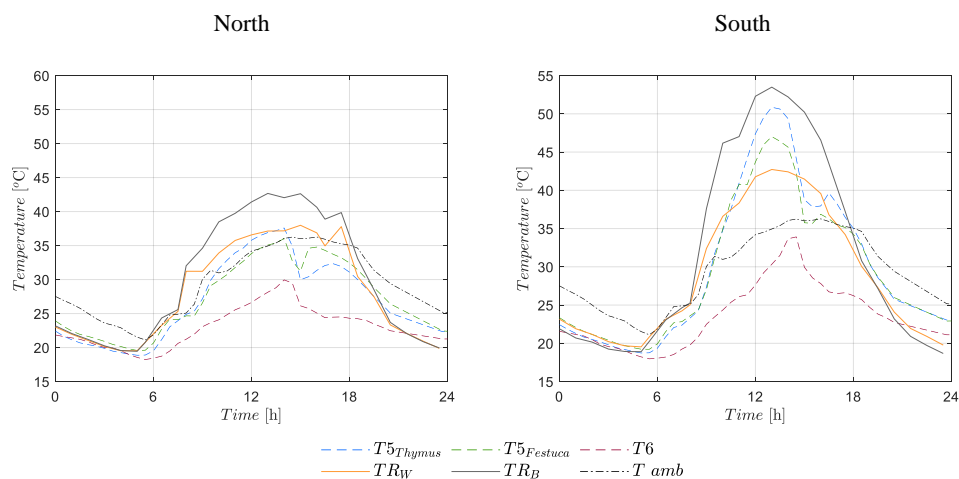 North South
60
55
50
45
40
35
30
25
20
15
Temperature [°C]
0 6 12 18 24
Time [h]
55
50
45
40
35
30
25
20
15
Temperature [°C]
0 6 12 18 24
Time [h]
T5Thymus T5Festuca T6
TRW TRB T amb